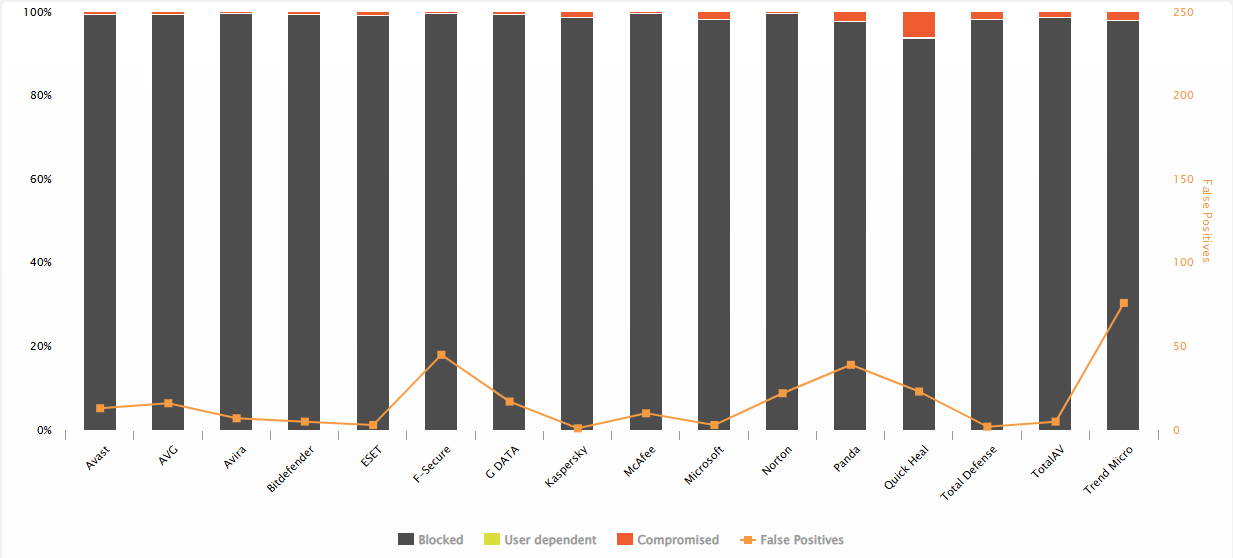 100%
80%
60%
40%
20%
0%
250
200
150
100
50
0
False Positives
Avast
AVG
Avira
Bitdefender
ESET
F-Secure
G DATA
Kaspersky
McAfee
Microsoft
Norton
Panda
Quick Heal
Total Defense
TotalAV
Trend Micro
Blocked User dependent Compromised False Positives